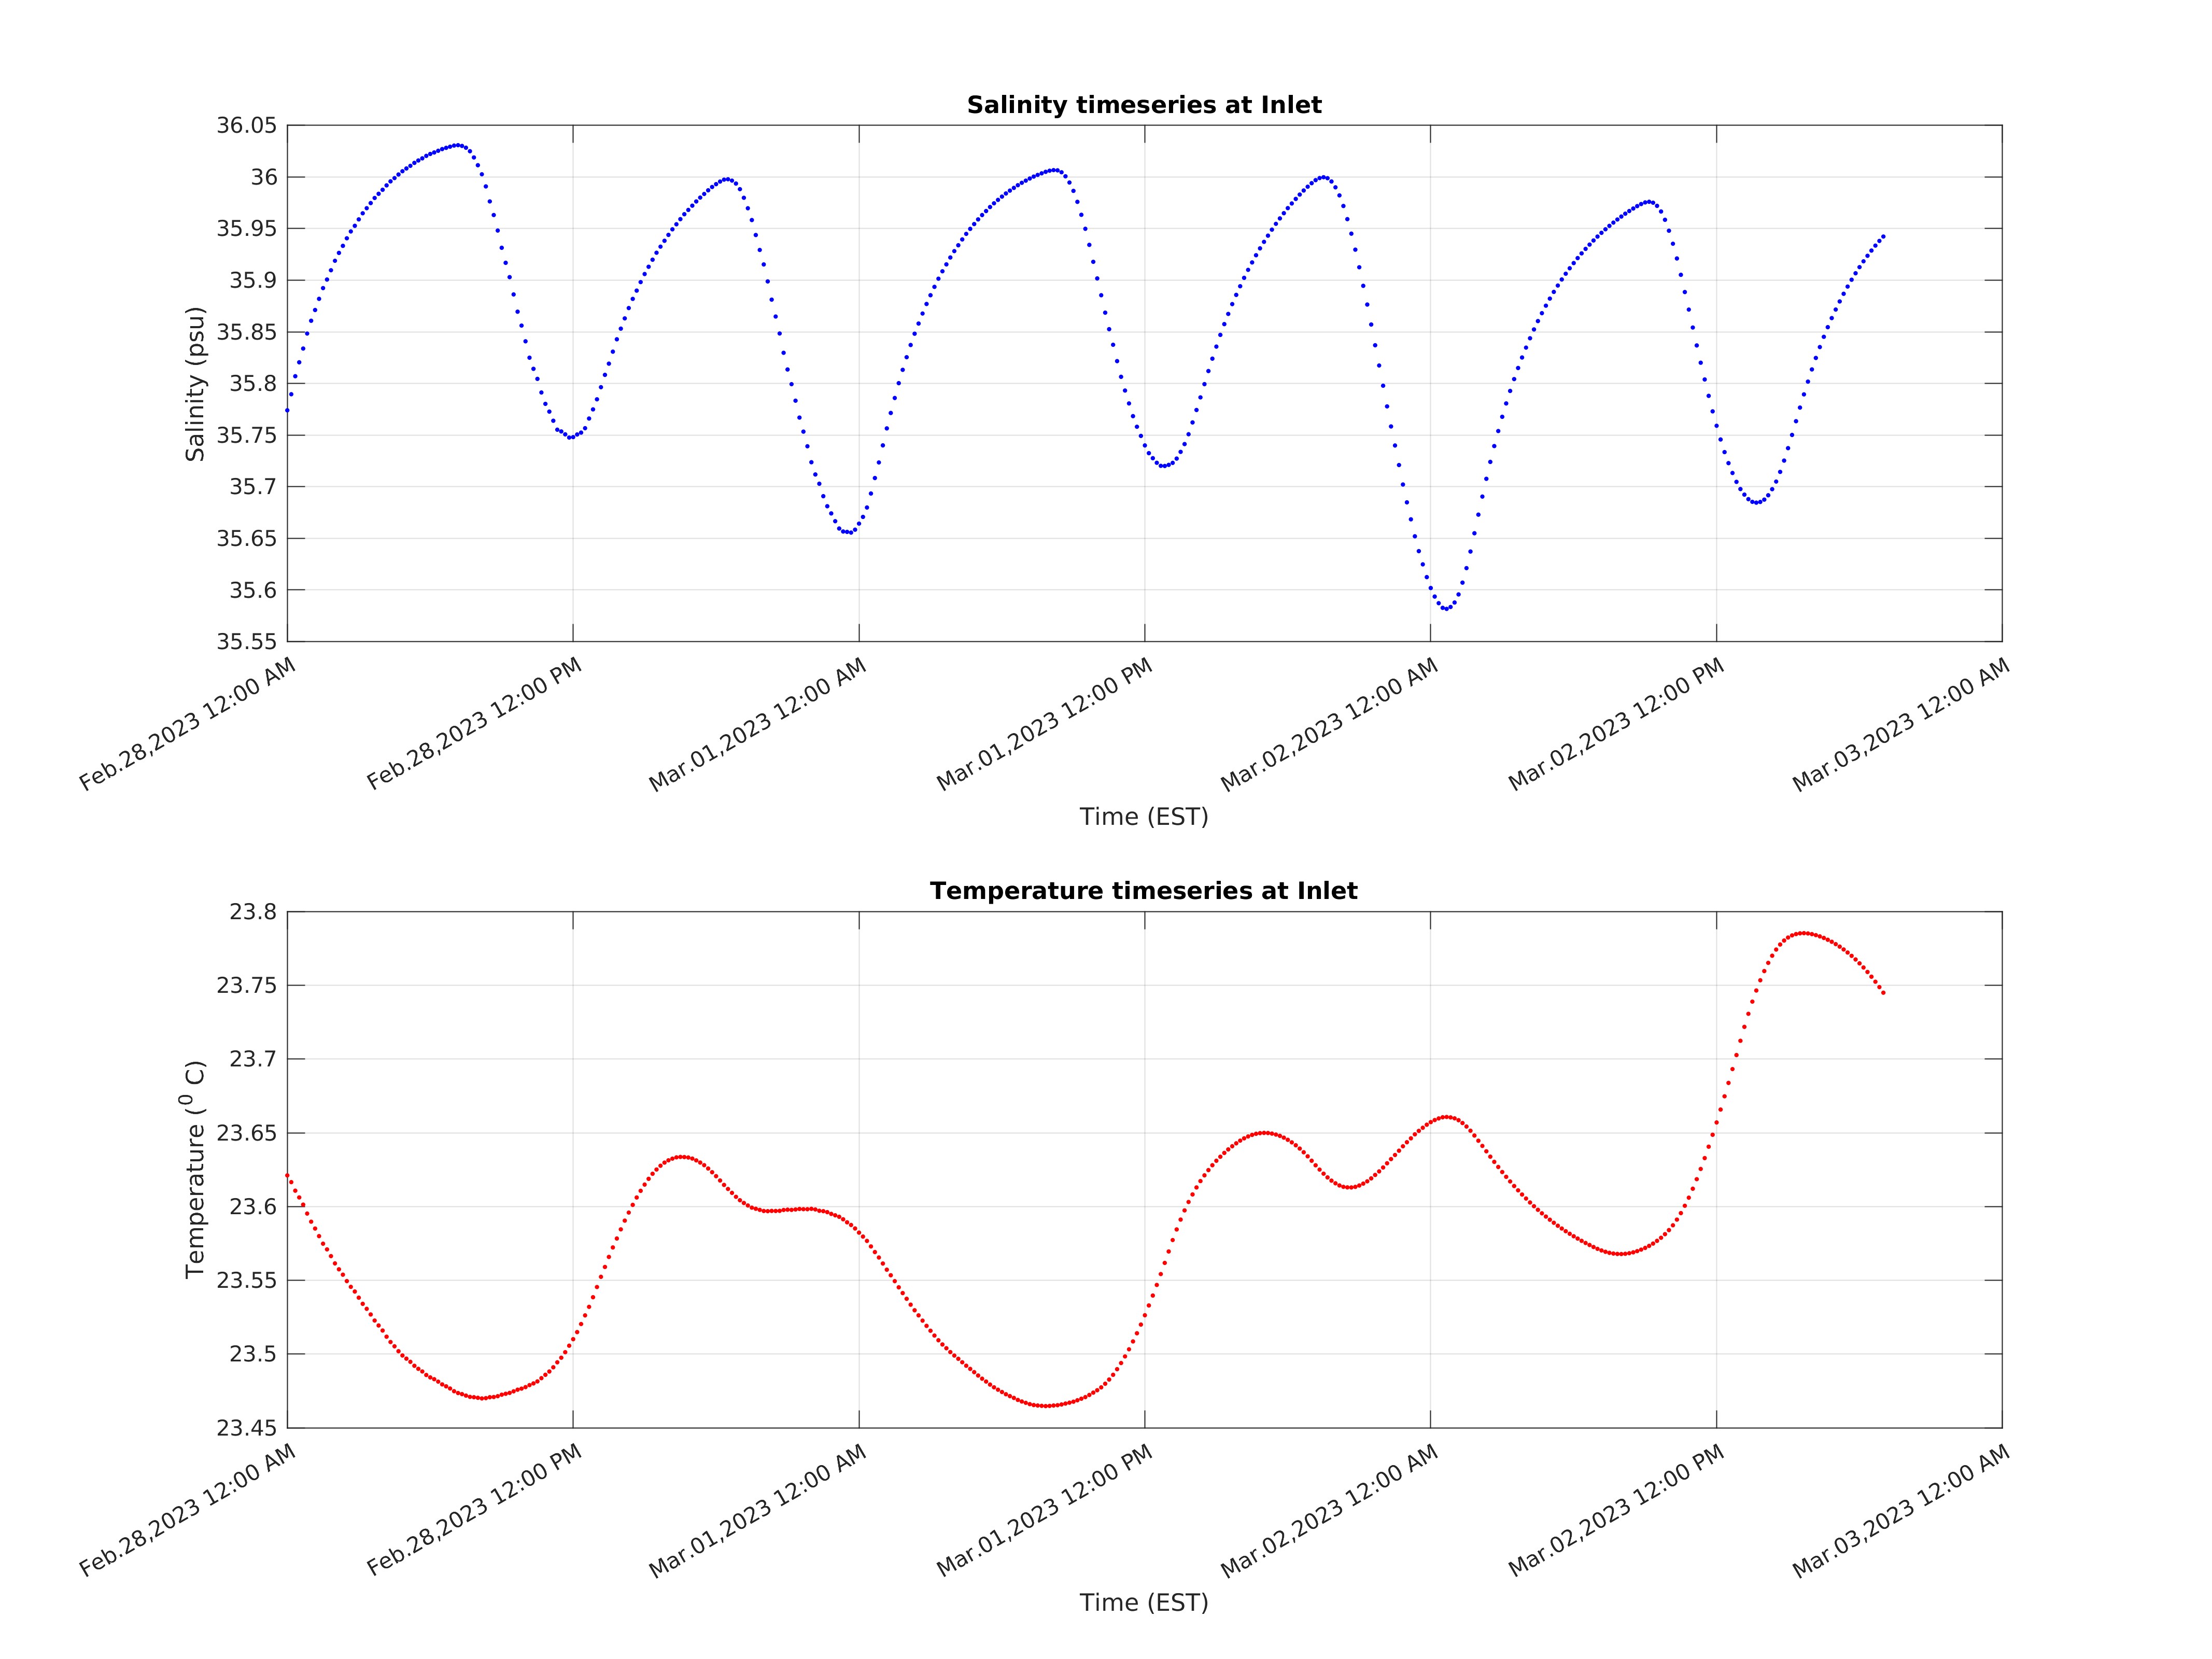 Salinity timeseries at Inlet
36.05
36
35.95
35.9
35.85
35.8
35.75
35.7
35.65
35.6
35.55
Salinity (psu)
Feb.28,2023 12:00 AM
Feb.28,2023 12:00 PM
Mar.01,2023 12:00 AM
Mar.01,2023 12:00 PM
Mar.02,2023 12:00 AM
Mar.02,2023 12:00 PM
Mar.03,2023 12:00 AM
Time (EST)
Temperature timeseries at Inlet
23.8
23.75
23.7
23.65
23.6
23.55
23.5
23.45
Temperature (⁰ C)
Feb.28,2023 12:00 AM
Feb.28,2023 12:00 PM
Mar.01,2023 12:00 AM
Mar.01,2023 12:00 PM
Mar.02,2023 12:00 AM
Mar.02,2023 12:00 PM
Mar.03,2023 12:00 AM
Time (EST)